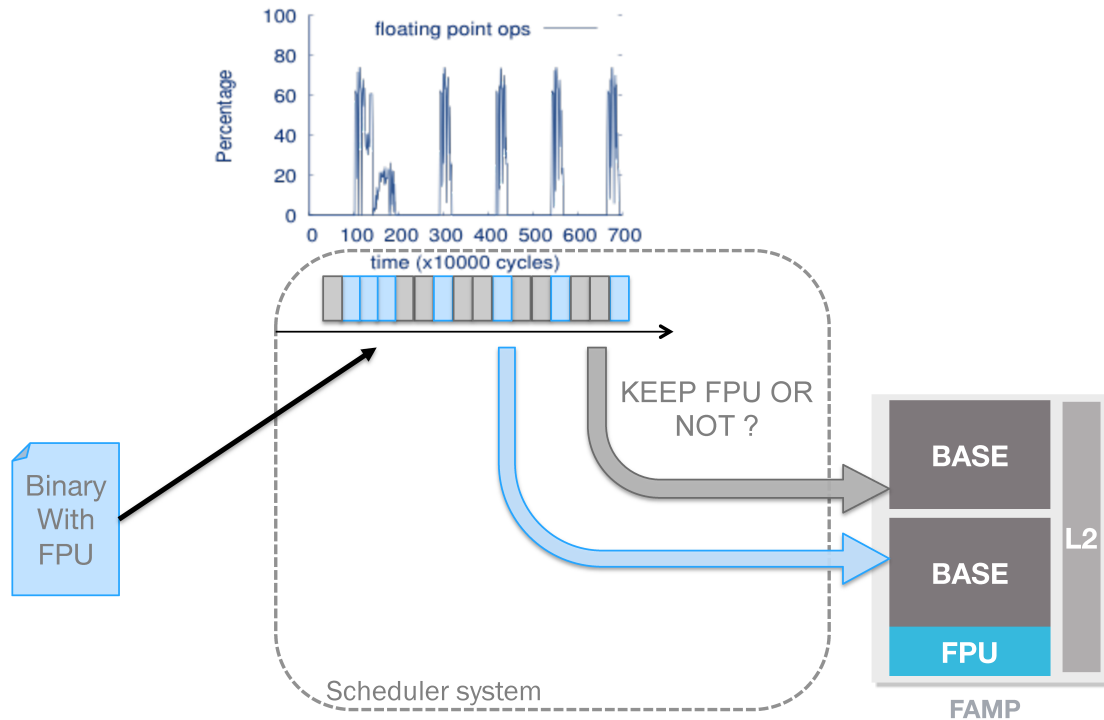 100
floating point ops
80
60
40
20
0
Percentage
0 100 200 300 400 500 600 700
time (x10000 cycles)
KEEP FPU OR
NOT ?
Binary
With
FPU
BASE
BASE
L2
FPU
Scheduler system
FAMP